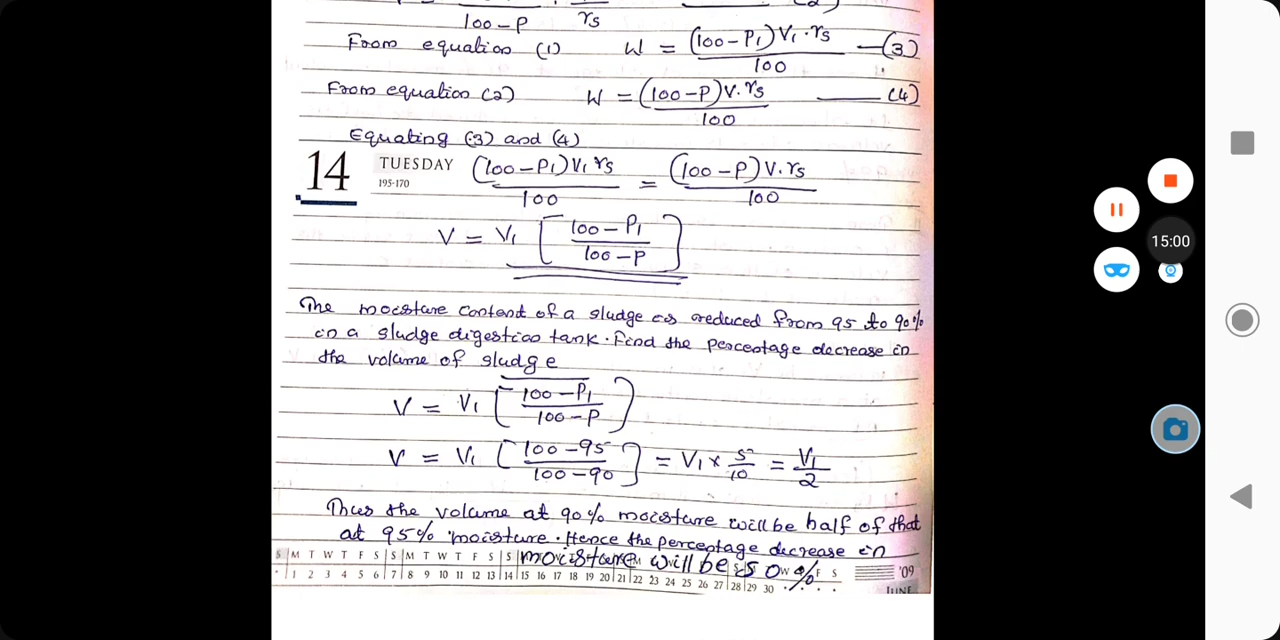 100-P rs
From equation (1) W = (100-P1) V1.rs / 100 —(3)
From equation (2) W = (100-P) V.rs / 100 —— (4)
Equating (3) and (4)
14 TUESDAY (100-P1) V1 rs / 100 = (100-P) V.rs / 100
195-170
V = V1 [ 100-P1 / 100-P ]
The moisture content of a sludge is reduced from 95 to 90%
in a sludge digestion tank. Find the percentage decrease in
the volume of sludge
V = V1 [ 100-P1 / 100-P ]
V = V1 [ 100-95 / 100-90 ] = V1 × 5/10 = V1/2
Thus the volume at 90% moisture will be half of that
at 95% moisture. Hence the percentage decrease in
moisture will be 50%
S M T W T F S S M T W T F S S F S
1 2 3 4 5 6 7 8 9 10 11 12 13 14 15 16 17 18 19 20 21 22 23 24 25 26 27 28 29 30
'09
JUNE
15:00